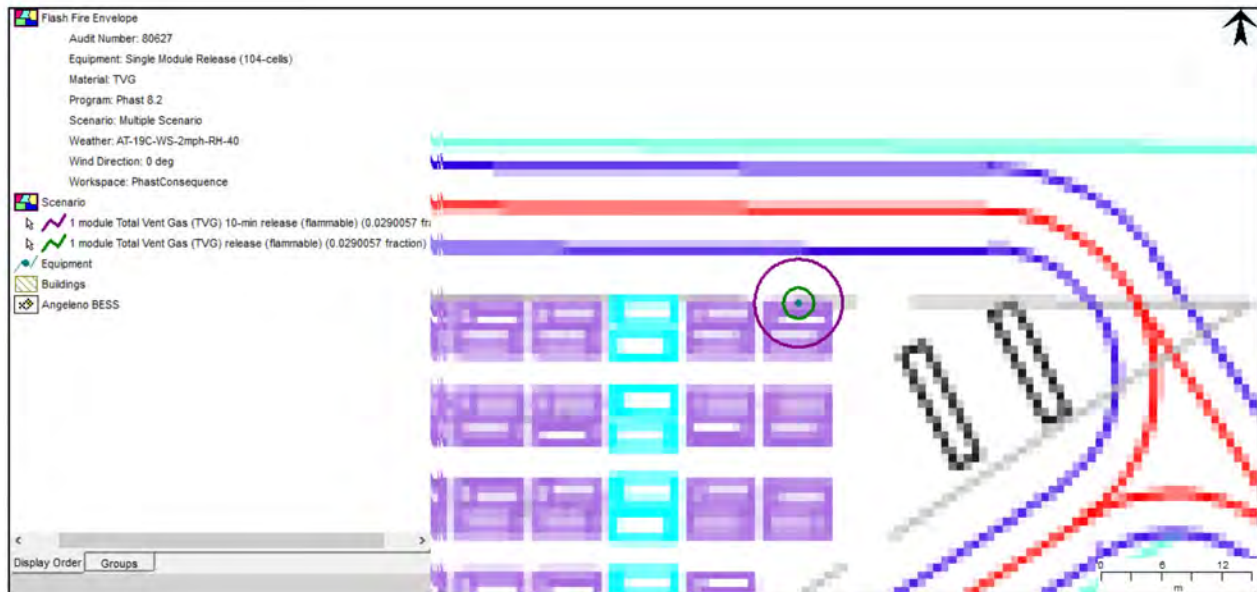 Flash Fire Envelope
Audit Number: 80627
Equipment: Single Module Release (104-cells)
Material: TVG
Program: Phast 8.2
Scenario: Multiple Scenario
Weather: AT-19C-WS-2mph-RH-40
Wind Direction: 0 deg
Workspace: PhastConsequence
Scenario
1 module Total Vent Gas (TVG) 10-min release (flammable) (0.0290057 fra
1 module Total Vent Gas (TVG) release (flammable) (0.0290057 fraction)
Equipment
Buildings
Angeleno BESS
Display Order Groups
0 6 12
m